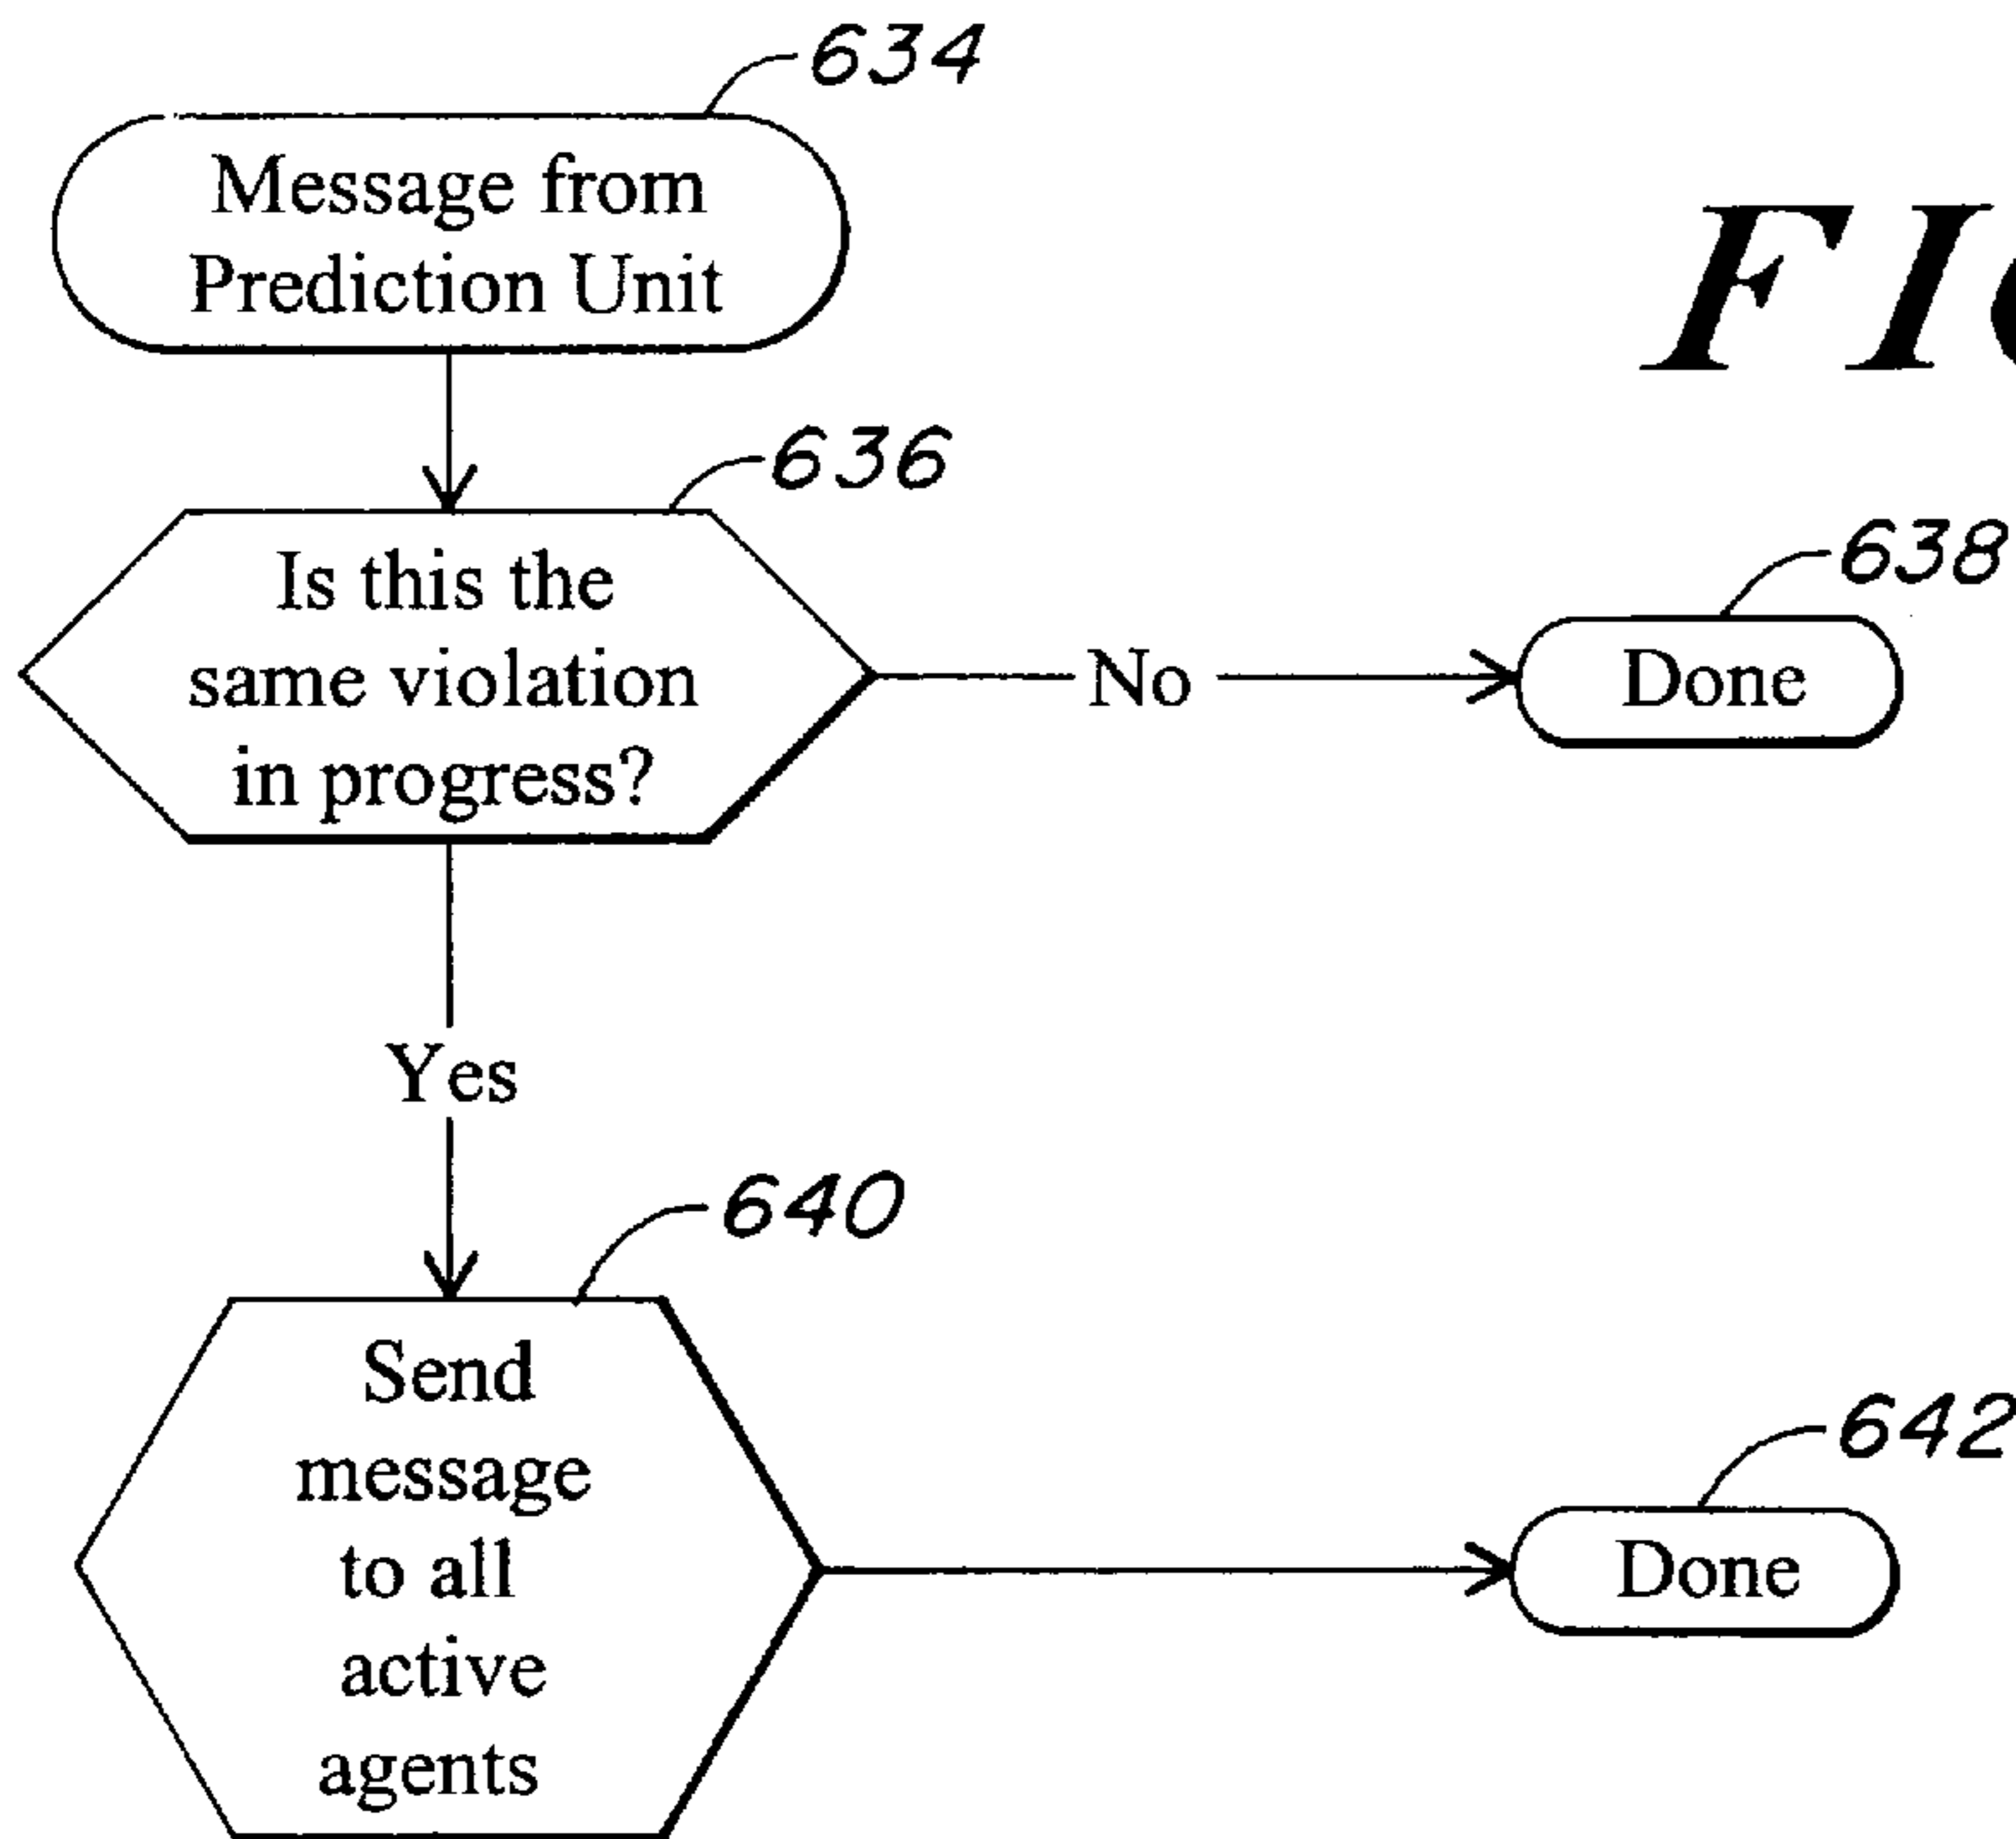 634
Message from
Prediction Unit
FIG
636
Is this the
same violation
in progress?
No
638
Done
Yes
640
Send
message
to all
active
agents
642
Done